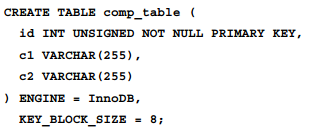 CREATE TABLE comp_table (
  id INT UNSIGNED NOT NULL PRIMARY KEY,
  c1 VARCHAR(255),
  c2 VARCHAR(255)
) ENGINE = InnoDB,
  KEY_BLOCK_SIZE = 8;